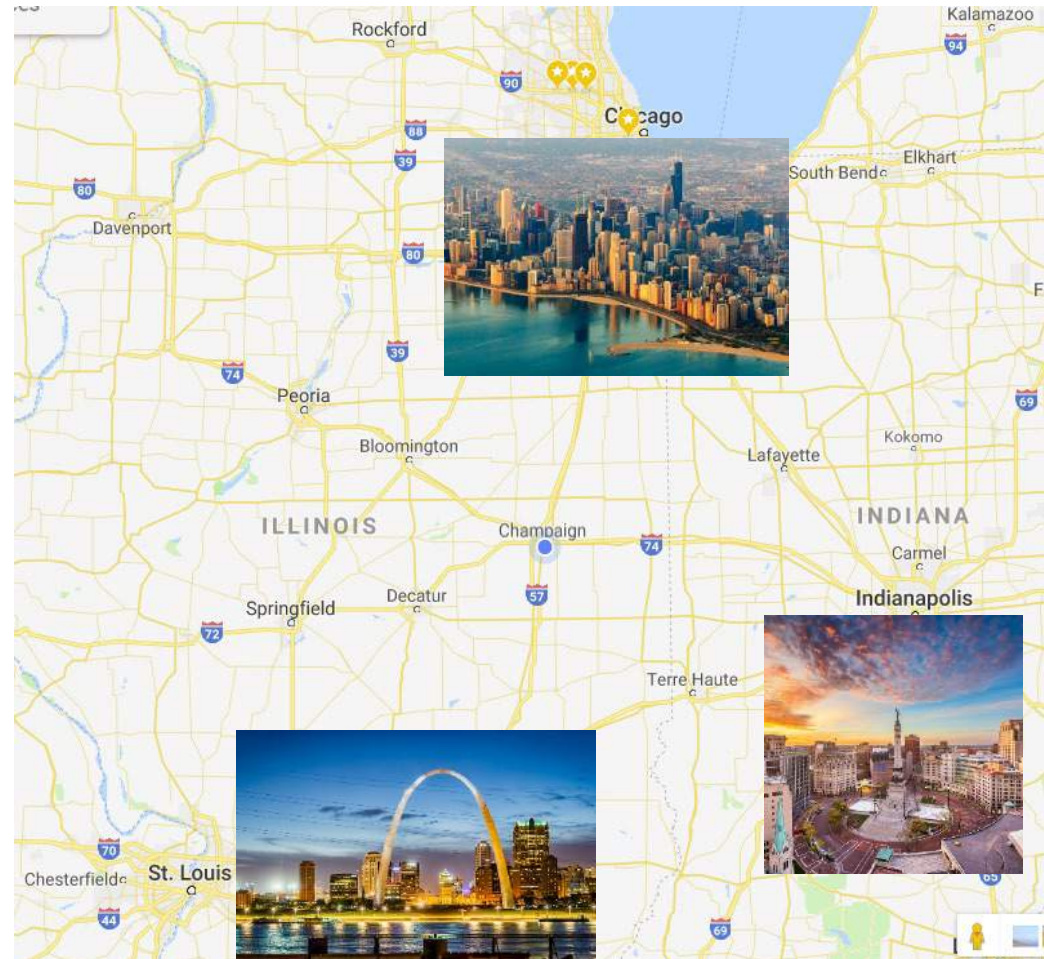 Kalamazoo
Rockford
94
90
Chicago
88
39
Elkhart
South Bend
80
Davenport
80
39
74
Peoria
69
Kokomo
Bloomington
Lafayette
ILLINOIS
INDIANA
Champaign
74
Carmel
Decatur
57
Indianapolis
Springfield
72
Terre Haute
70
St. Louis
Chesterfield
65
44
69